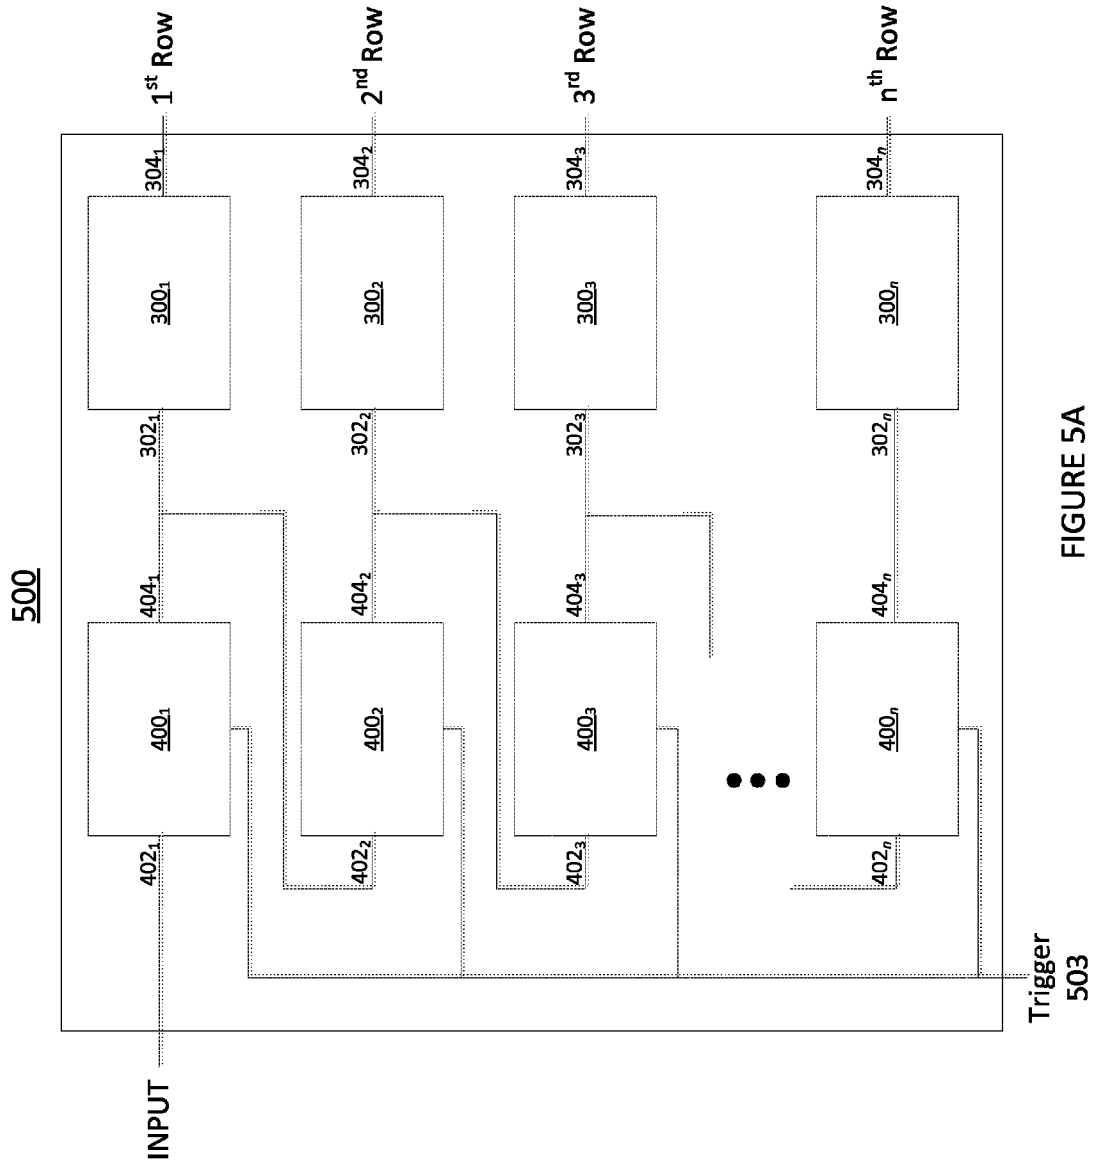 500
INPUT
402₁
400₁
404₁
302₁
300₁
304₁
1ˢᵗ Row
402₂
400₂
404₂
302₂
300₂
304₂
2ⁿᵈ Row
402₃
400₃
404₃
302₃
300₃
304₃
3ʳᵈ Row
402ₙ
400ₙ
404ₙ
302ₙ
300ₙ
304ₙ
nᵗʰ Row
Trigger
503
FIGURE 5A